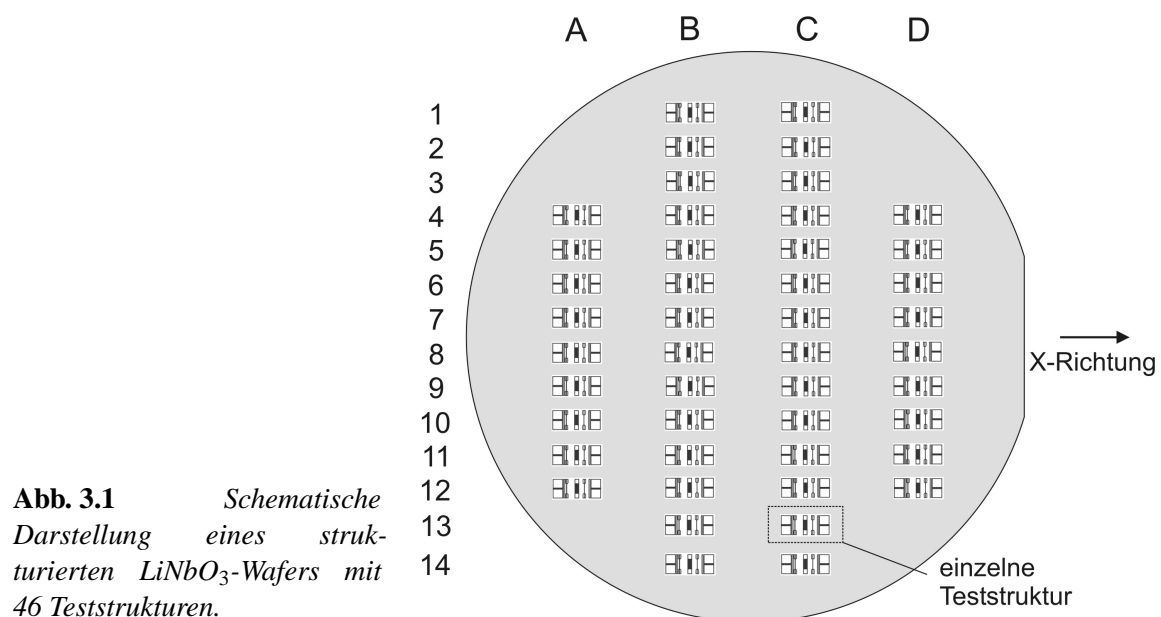 A B C D
1
2
3
4
5
6
7
8
9
10
11
12
13
14
X-Richtung
einzelne
Teststruktur
Abb. 3.1 Schematische
Darstellung eines struk-
turierten LiNbO3-Wafers mit
46 Teststrukturen.